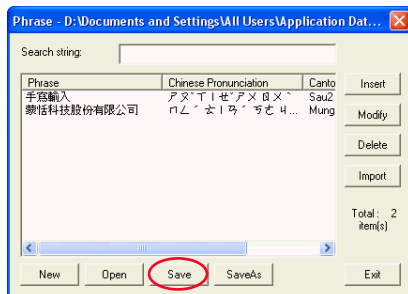 Phrase - D:\Documents and Settings\All Users\Application Dat...
Search string:
Phrase Chinese Pronunciation Canto
手寫輸入 ㄕㄡˇㄒㄧㄝˇㄕㄨ ㄖㄨˋ Sau2
蒙恬科技股份有限公司 ㄇㄥˊㄊㄧㄢˊㄎㄜ ㄐ... Mung
Insert
Modify
Delete
Import
Total: 2
item(s)
New Open Save SaveAs Exit